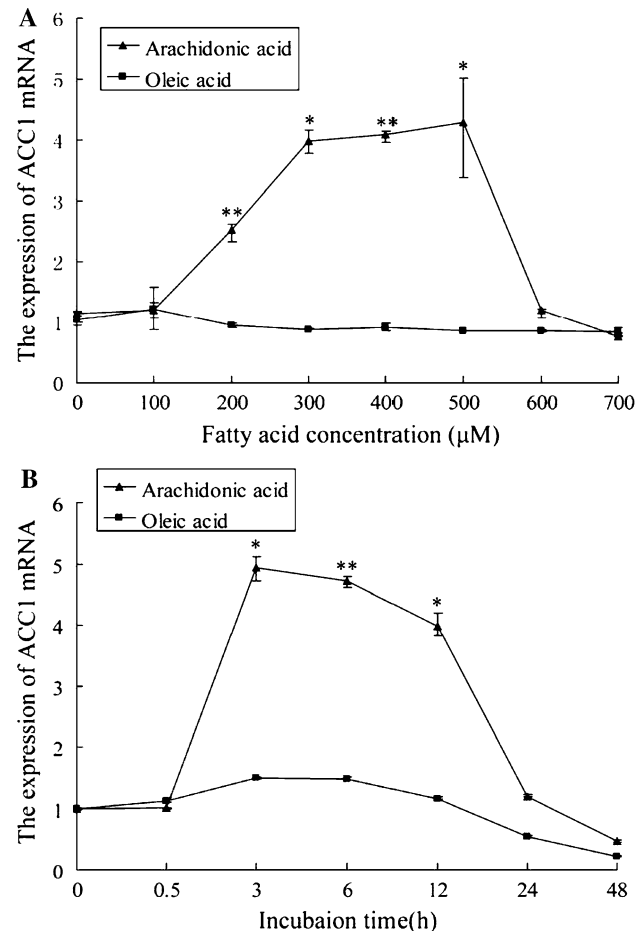 A
Arachidonic acid
Oleic acid
The expression of ACC1 mRNA
6
5
4
3
2
1
0
**
*
**
*
0 100 200 300 400 500 600 700
Fatty acid concentration (μM)
B
Arachidonic acid
Oleic acid
The expression of ACC1 mRNA
6
5
4
3
2
1
0
*
**
*
0 0.5 3 6 12 24 48
Incubaion time(h)